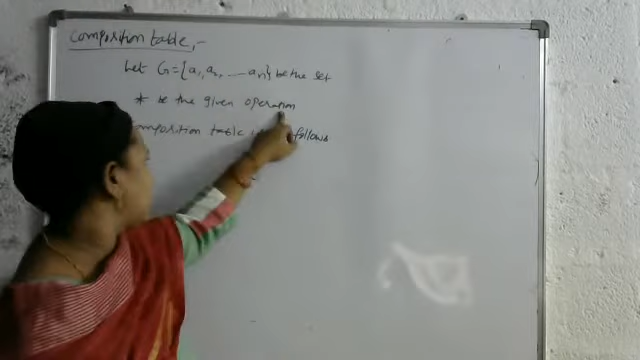 Composition table,-
Let G={a₁, a₂, ---- aₙ} be the set
* be the given operation
omposition table follows